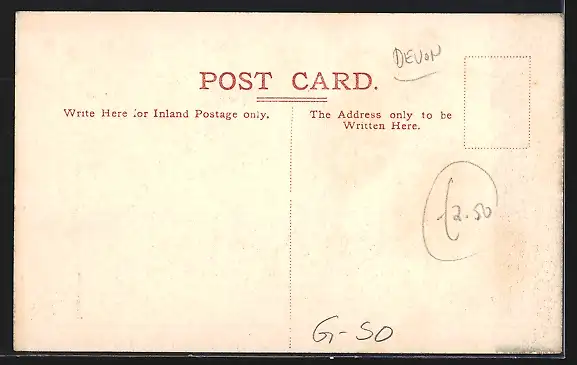 DEVON
POST CARD.
Write Here for Inland Postage only.
The Address only to be
Written Here.
£2.50
G-50